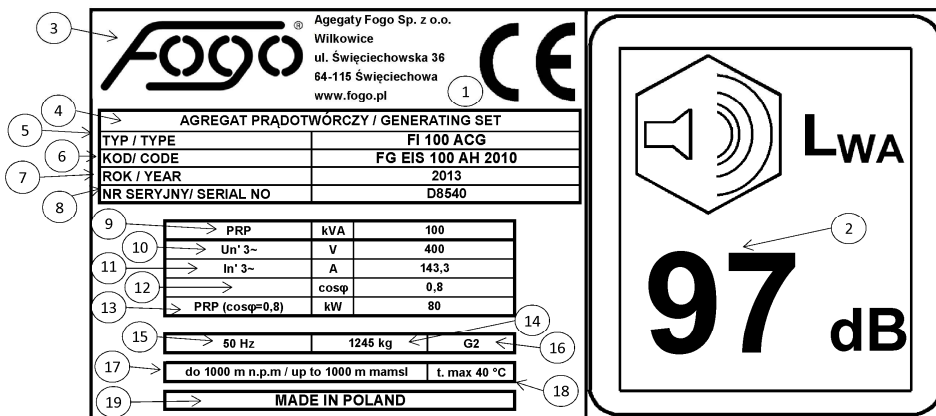 3
Fogo ®
Agegaty Fogo Sp. z o.o.
Wilkowice
ul. Święciechowska 36
64-115 Święciechowa
www.fogo.pl
1
CE
4
AGREGAT PRĄDOTWÓRCZY / GENERATING SET
5
TYP / TYPE FI 100 ACG
6
KOD/ CODE FG EIS 100 AH 2010
7
ROK / YEAR 2013
8
NR SERYJNY/ SERIAL NO D8540
9
PRP kVA 100
10
Un' 3~ V 400
11
In' 3~ A 143,3
12
cosφ 0,8
13
PRP (cosφ=0,8) kW 80
14
15
50 Hz 1245 kg G2
16
17
do 1000 m n.p.m / up to 1000 m mamsl t. max 40 °C
18
19
MADE IN POLAND
LWA
2
97 dB